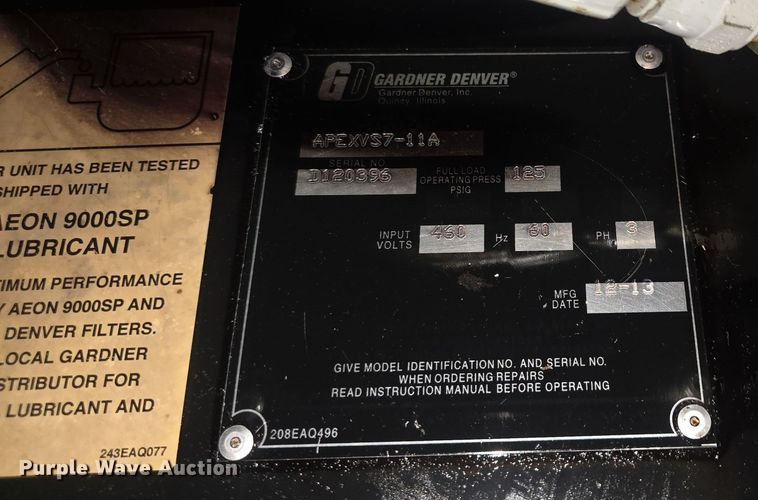 R UNIT HAS BEEN TESTED
SHIPPED WITH
AEON 9000SP
LUBRICANT
TIMUM PERFORMANCE
Y AEON 9000SP AND
DENVER FILTERS.
LOCAL GARDNER
STRIBUTOR FOR
LUBRICANT AND
243EAQ077
GD GARDNER DENVER®
Gardner Denver, Inc.
Quincy, Illinois
APEXVS7-11A
SERIAL NO.
D120396
FULL LOAD
OPERATING PRESS
PSIG
125
INPUT
VOLTS
460
Hz
60
PH
3
MFG
DATE
12-13
GIVE MODEL IDENTIFICATION NO. AND SERIAL NO.
WHEN ORDERING REPAIRS
READ INSTRUCTION MANUAL BEFORE OPERATING
208EAQ496
Purple Wave Auction